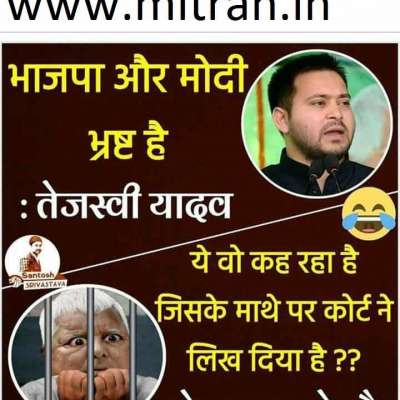 www.mitran.in
भाजपा और मोदी
भ्रष्ट है
: तेजस्वी यादव
Santosh
SRIVASTAVA
ये वो कह रहा है
जिसके माथे पर कोर्ट ने
लिख दिया है ??